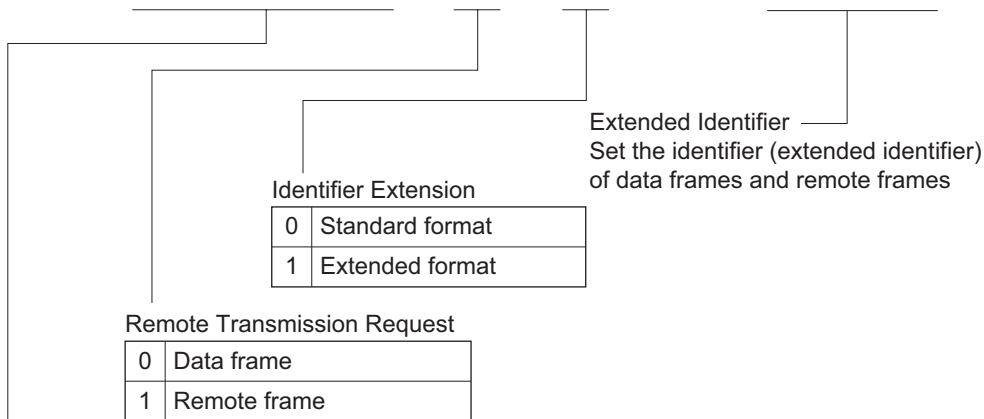 Extended Identifier
Set the identifier (extended identifier)
of data frames and remote frames
Identifier Extension
0 Standard format
1 Extended format
Remote Transmission Request
0 Data frame
1 Remote frame